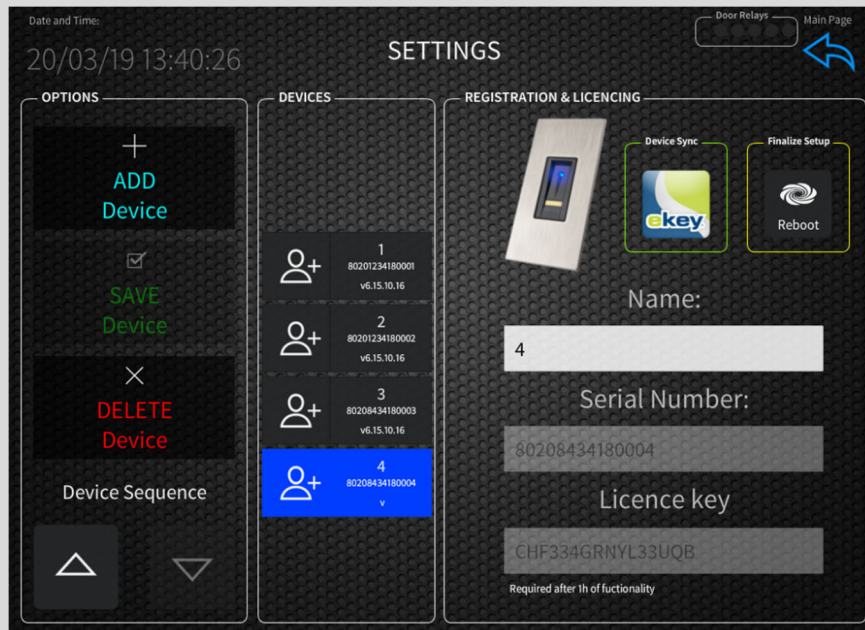 Date and Time:
20/03/19 13:40:26
SETTINGS
Door Relays
Main Page
OPTIONS
ADD
Device
SAVE
Device
DELETE
Device
Device Sequence
DEVICES
1
80201234180001
v6.15.10.16
2
80201234180002
v6.15.10.16
3
80208434180003
v6.15.10.16
4
80208434180004
v
REGISTRATION & LICENCING
Device Sync
ekey
Finalize Setup
Reboot
Name:
4
Serial Number:
80208434180004
Licence key
CHF334GRNYL33UQB
Required after 1h of fuctionality